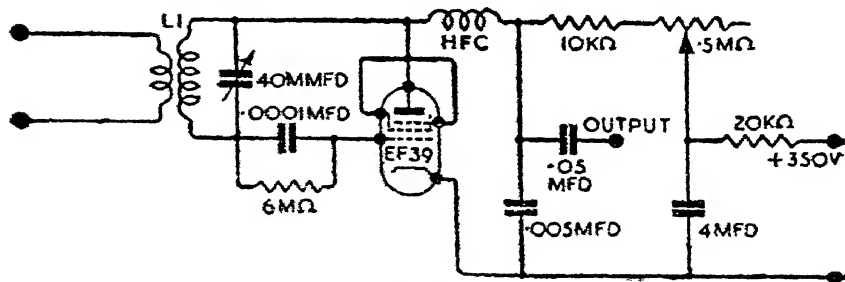 L1
HFC
10KΩ
.5MΩ
40MMFD
.0001MFD
OUTPUT
20KΩ
EF39
.05
MFD
+350V
6MΩ
.005MFD
4MFD